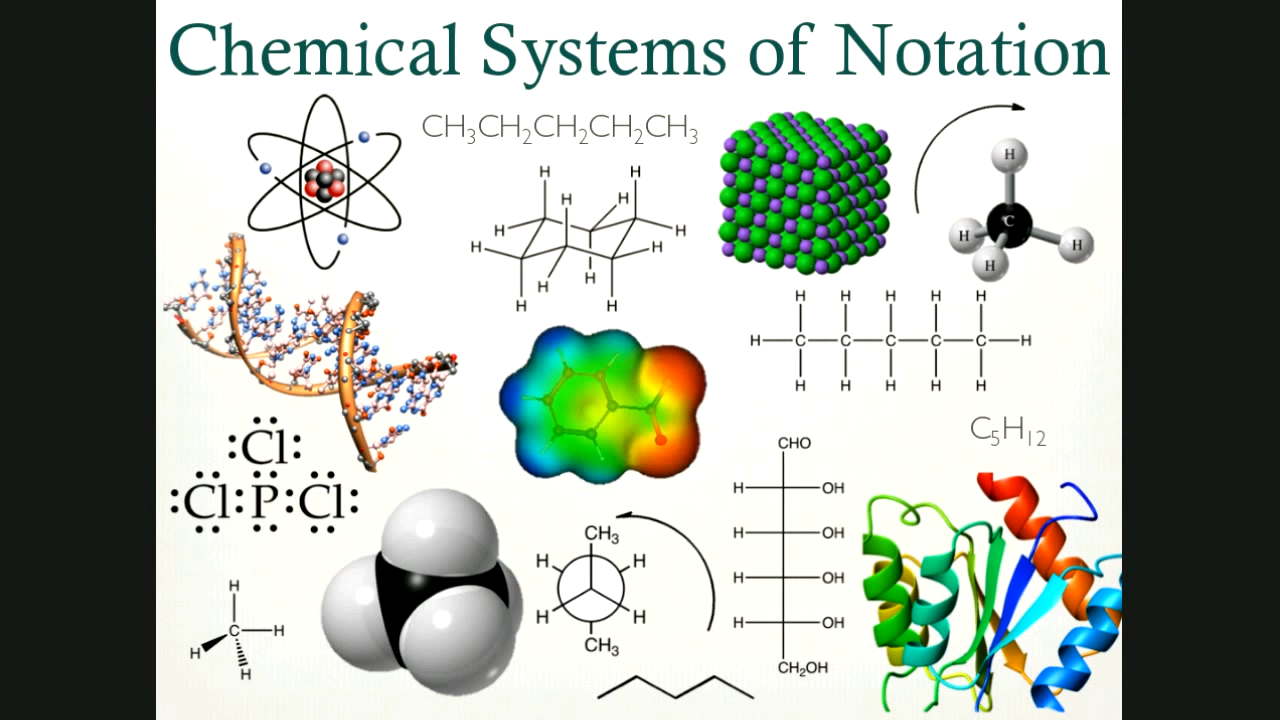 Chemical Systems of Notation
CH₃CH₂CH₂CH₂CH₃
H H
H H
H H
H H
H H
H H
H
C
H H
H
H H H H H
H C C C C C H
H H H H H
C₅H₁₂
:Cl:
:Cl:P:Cl:
CHO
H OH
H OH
H OH
H OH
CH₂OH
CH₃
H H
H H
CH₃
H
C H
H
H